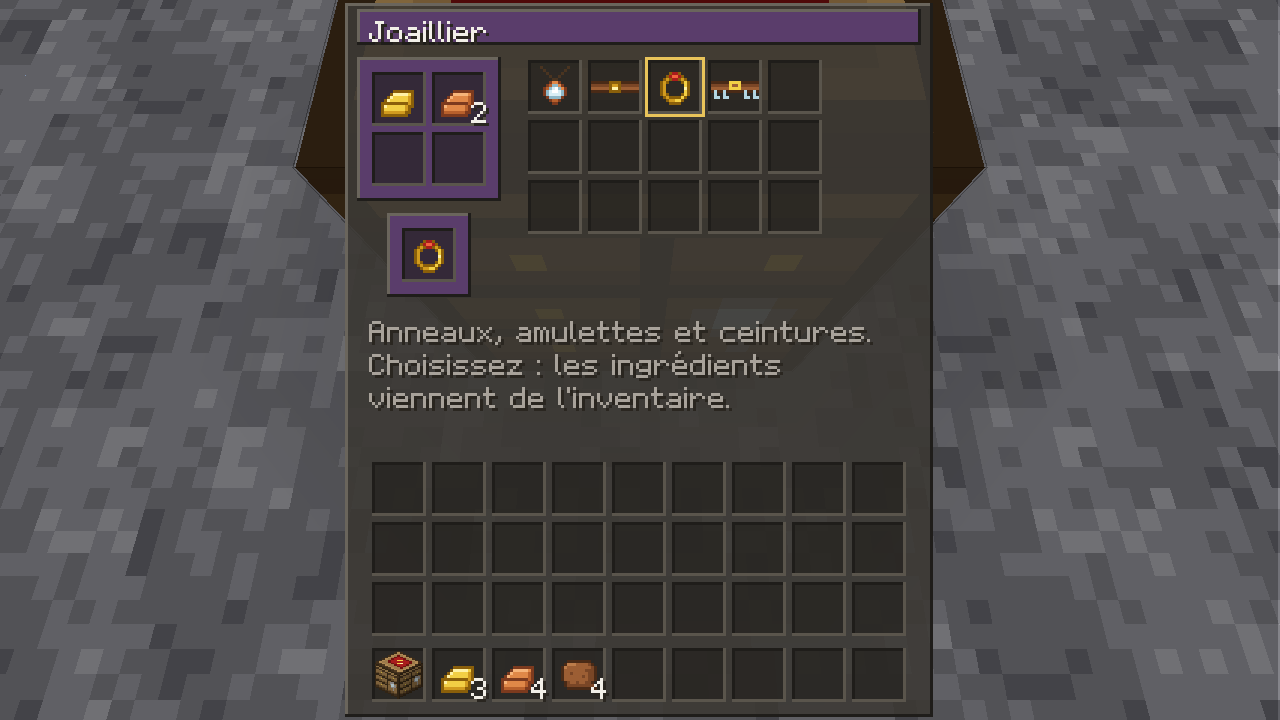 Joaillier
2
Anneaux, amulettes et ceintures.
Choisissez : les ingrédients
viennent de l'inventaire.
3 4 4